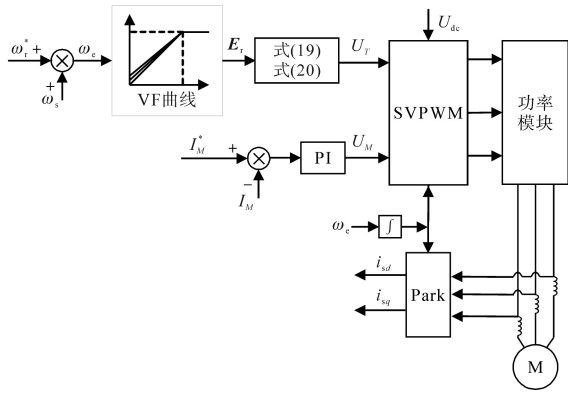 U_dc
ω_r^* +
ω_e
+
ω_s
VF曲线
E_r
式(19)
式(20)
U_T
SVPWM
功率
模块
I_M^*
+
−
I_M
PI
U_M
ω_e
∫
i_sd
i_sq
Park
M